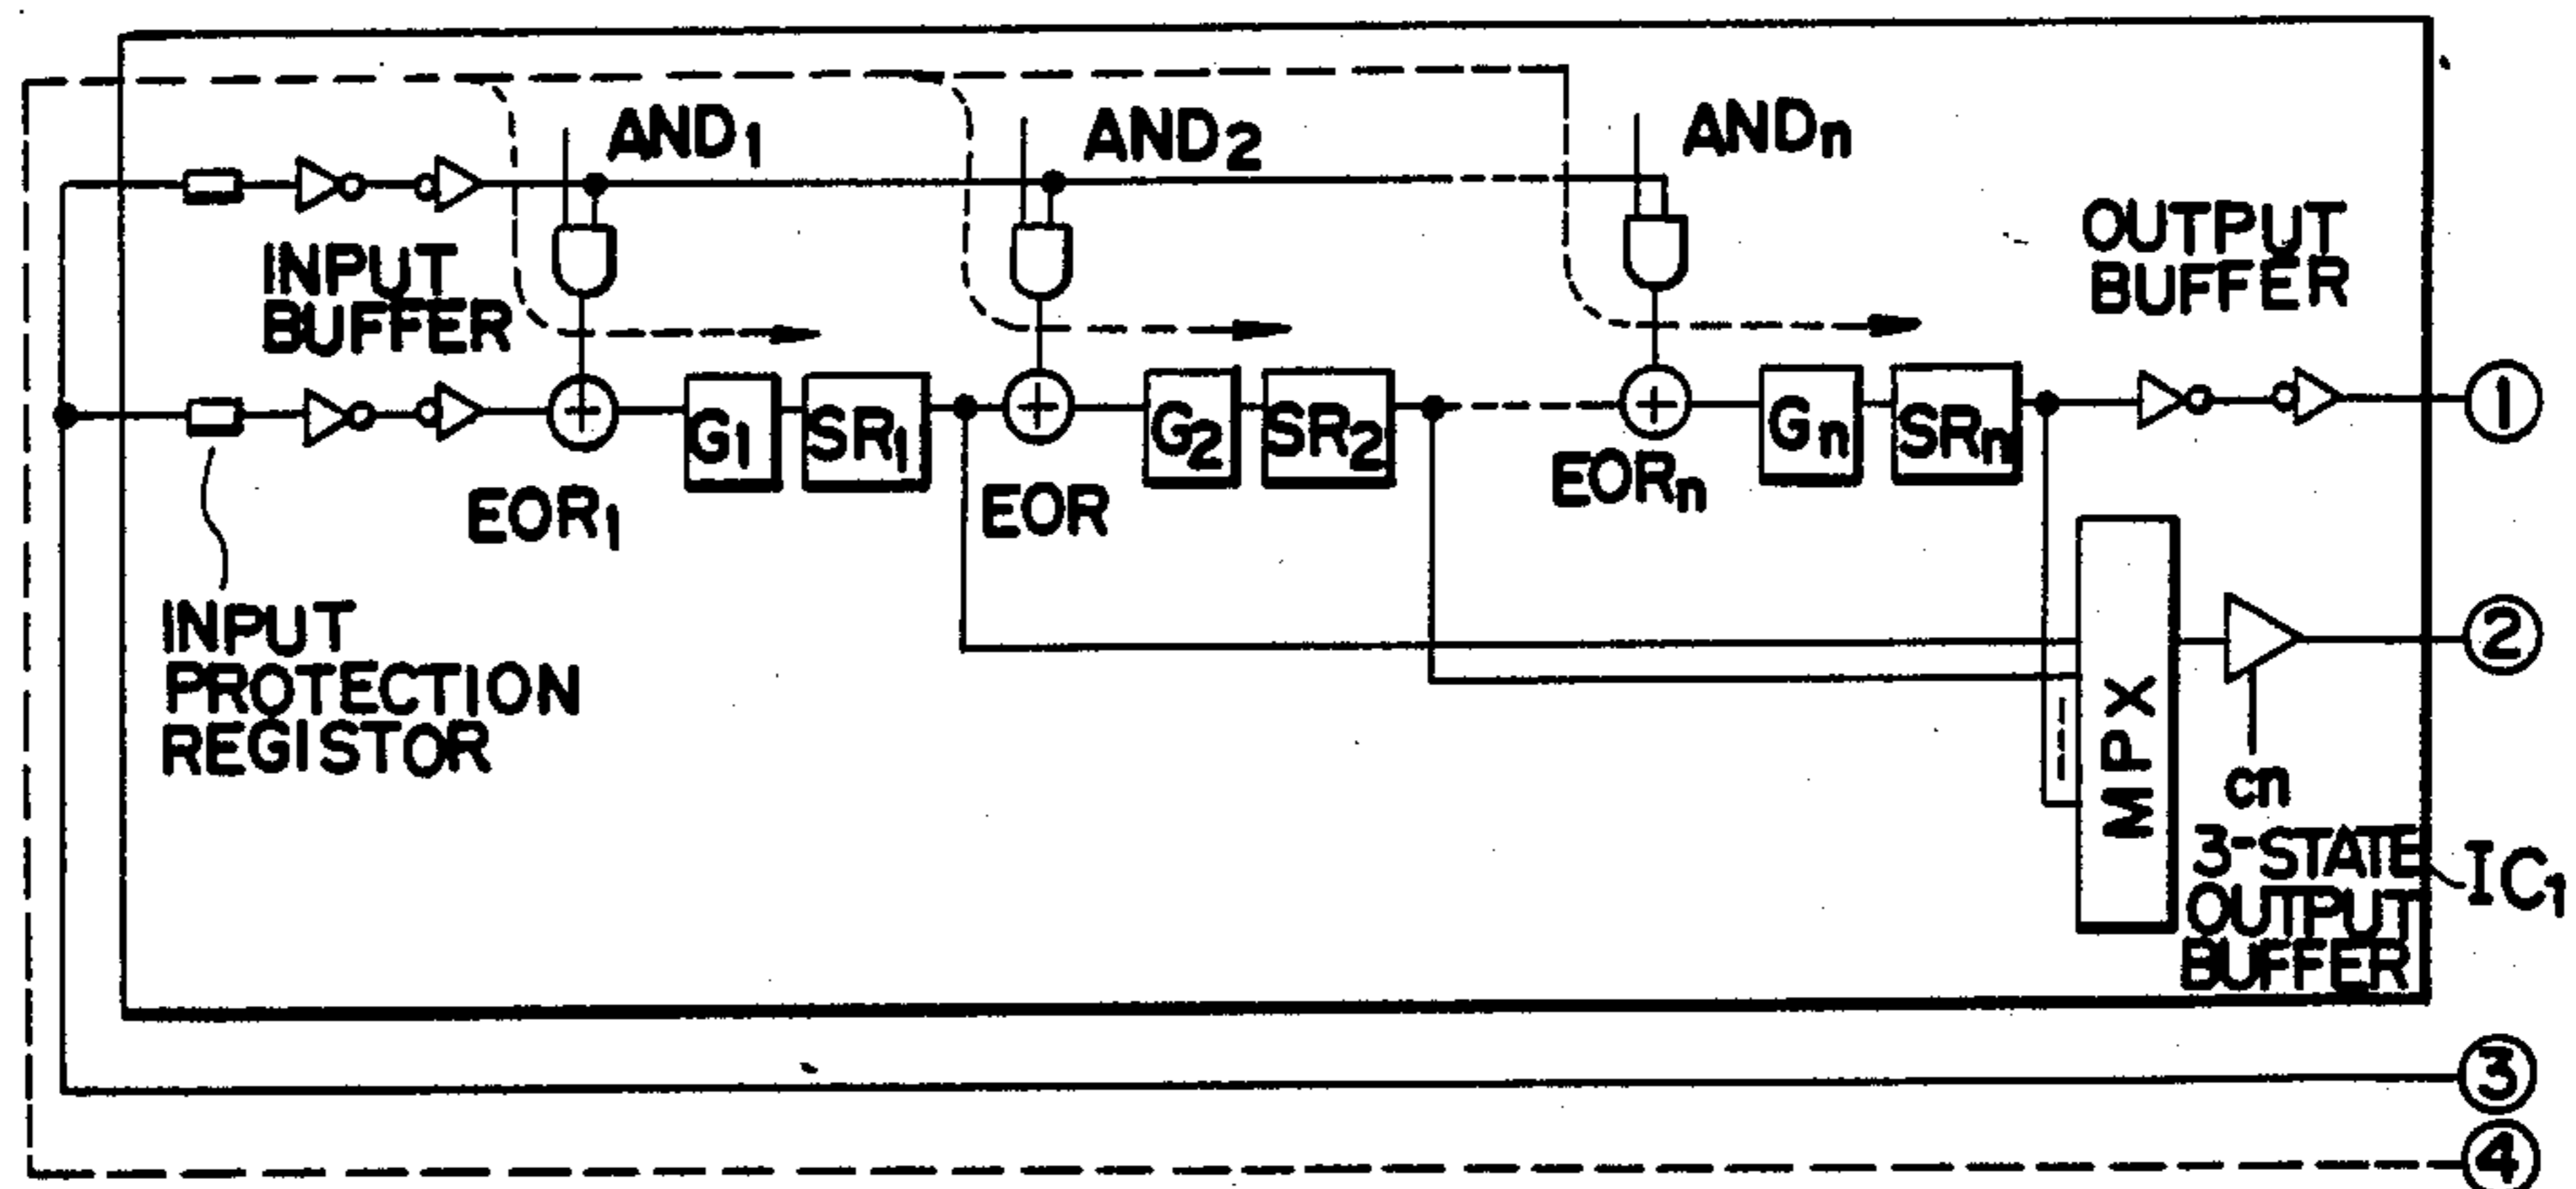 AND1
AND2
ANDn
INPUT
BUFFER
OUTPUT
BUFFER
+
G1
SR1
+
G2
SR2
+
Gn
SRn
①
EOR1
EOR
EORn
INPUT
PROTECTION
REGISTOR
MPX
②
cn
3-STATE
OUTPUT
BUFFER
IC1
③
④